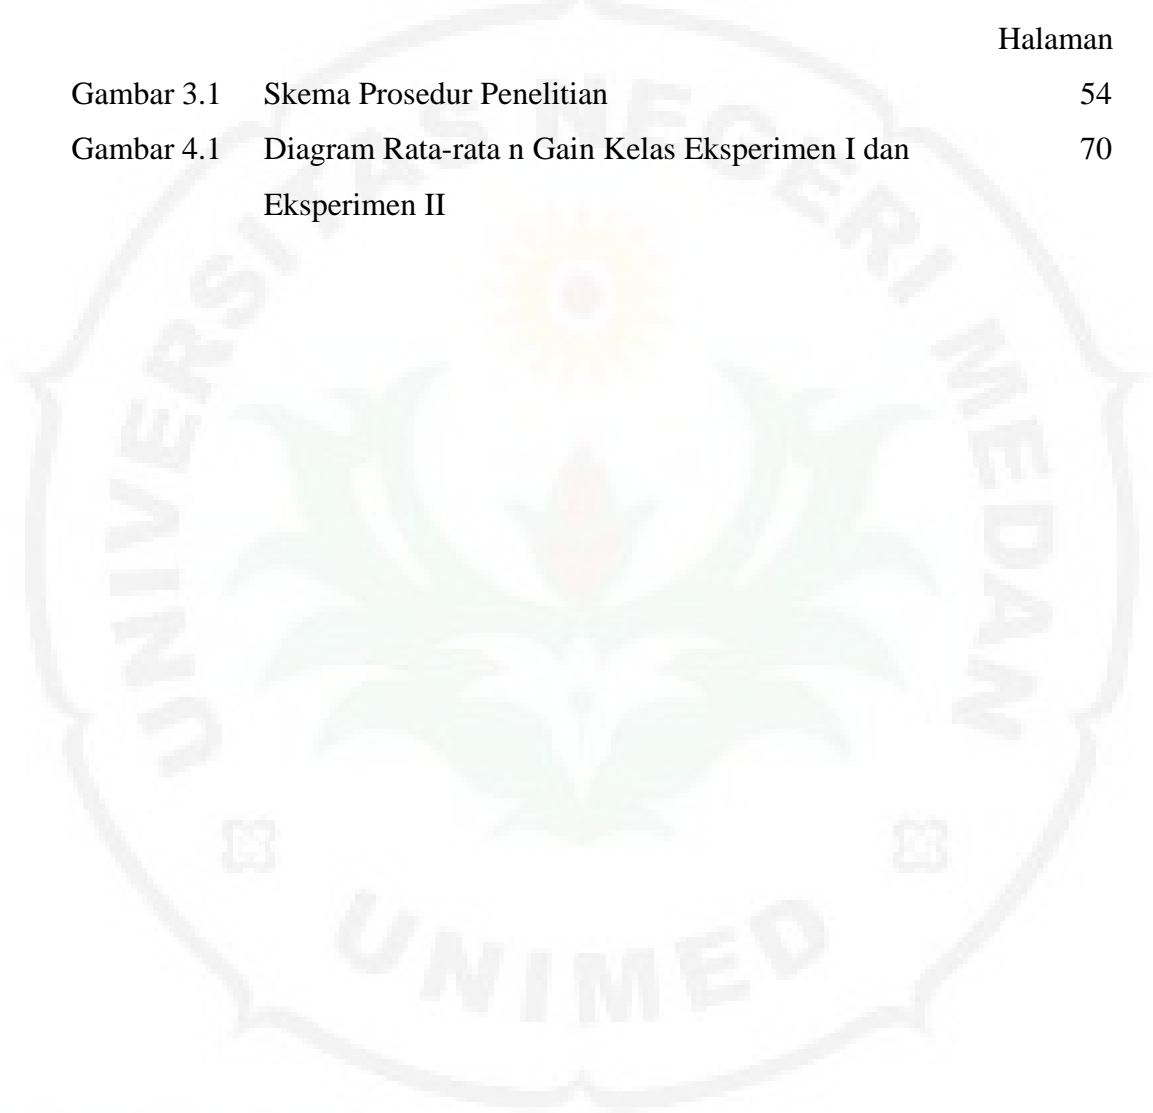 Halaman
Gambar 3.1 Skema Prosedur Penelitian 54
Gambar 4.1 Diagram Rata-rata n Gain Kelas Eksperimen I dan 70
Eksperimen II
UNIVERSITAS NEGERI MEDAN
UNIMED